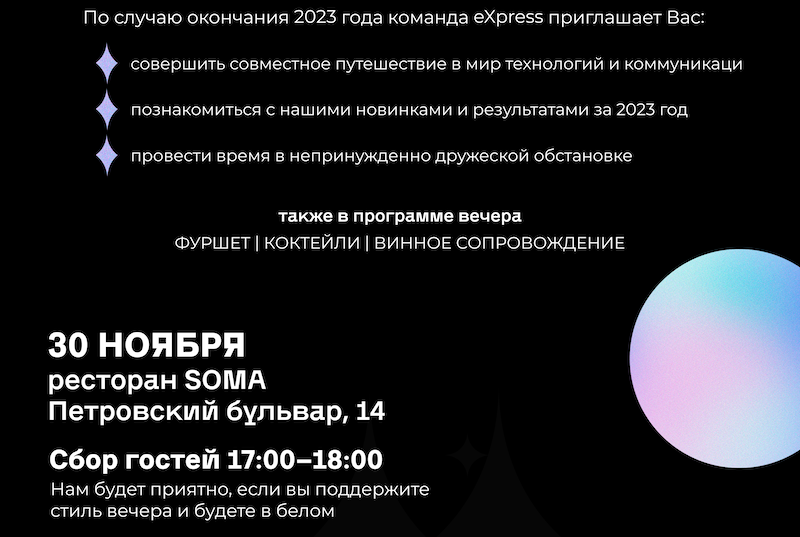 По случаю окончания 2023 года команда eXpress приглашает Вас:
совершить совместное путешествие в мир технологий и коммуникаци
познакомиться с нашими новинками и результатами за 2023 год
провести время в непринужденно дружеской обстановке
также в программе вечера
ФУРШЕТ | КОКТЕЙЛИ | ВИННОЕ СОПРОВОЖДЕНИЕ
30 НОЯБРЯ
ресторан SOMA
Петровский бульвар, 14
Сбор гостей 17:00–18:00
Нам будет приятно, если вы поддержите
стиль вечера и будете в белом